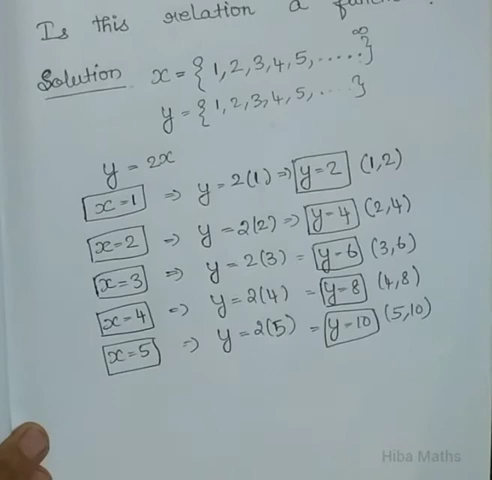 Is this relation a func
Solution x = { 1, 2, 3, 4, 5, ..... ∞}
y = { 1, 2, 3, 4, 5, .... }
y = 2x
x = 1 ⇒ y = 2(1) ⇒ y = 2 (1,2)
x = 2 ⇒ y = 2(2) ⇒ y = 4 (2,4)
x = 3 ⇒ y = 2(3) = y = 6 (3,6)
x = 4 ⇒ y = 2(4) = y = 8 (4,8)
x = 5 ⇒ y = 2(5) = y = 10 (5,10)
Hiba Maths